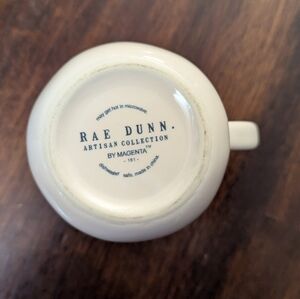 may get hot in microwave.
RAE DUNN.
ARTISAN COLLECTION
BY MAGENTA™
- 181 -
dishwasher safe, made in china.